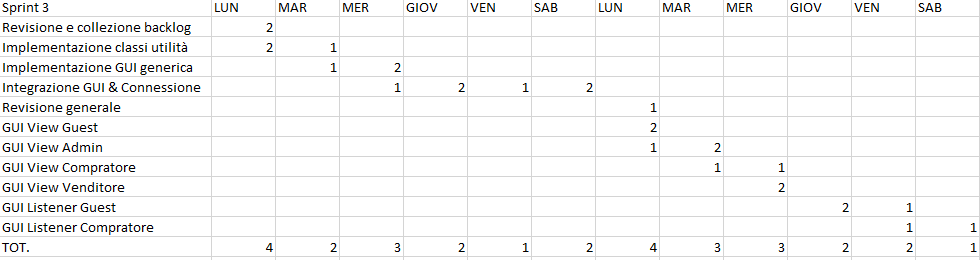 Sprint 3 LUN MAR MER GIOV VEN SAB LUN MAR MER GIOV VEN SAB
Revisione e collezione backlog 2
Implementazione classi utilità 2 1
Implementazione GUI generica 1 2
Integrazione GUI & Connessione 1 2 1 2
Revisione generale 1
GUI View Guest 2
GUI View Admin 1 2
GUI View Compratore 1 1
GUI View Venditore 2
GUI Listener Guest 2 1
GUI Listener Compratore 1 1
TOT. 4 2 3 2 1 2 4 3 3 2 2 1